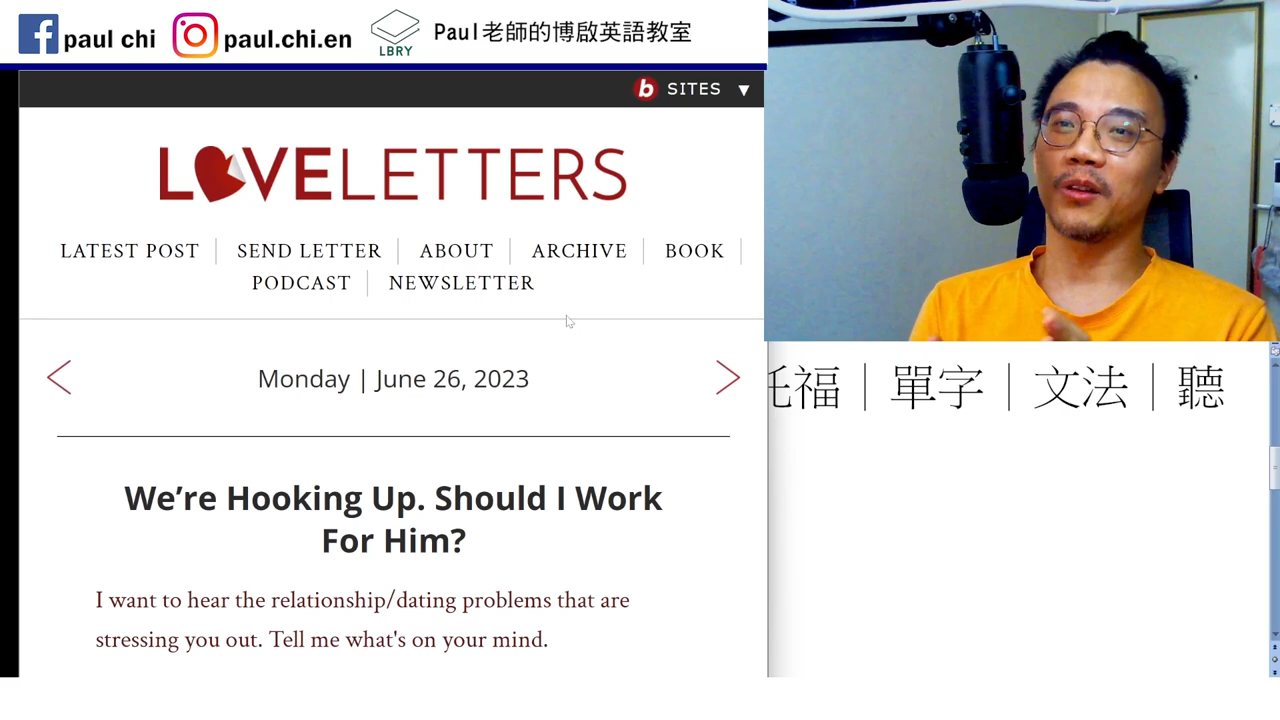 paul chi
paul.chi.en
LBRY
Paul老師的博啟英語教室
b SITES ▼
LOVELETTERS
LATEST POST
SEND LETTER
ABOUT
ARCHIVE
BOOK
PODCAST
NEWSLETTER
Monday | June 26, 2023
We’re Hooking Up. Should I Work
For Him?
I want to hear the relationship/dating problems that are
stressing you out. Tell me what's on your mind.
福｜單字｜文法｜聽